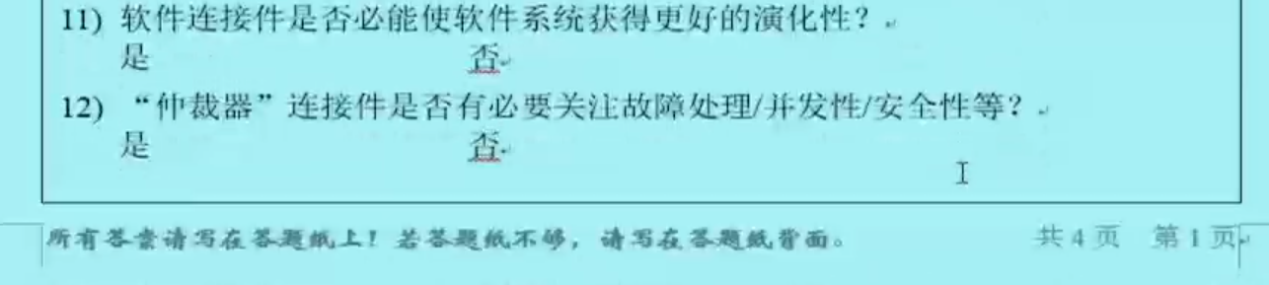 11) 软件连接件是否必能使软件系统获得更好的演化性？
是 否
12) “仲裁器”连接件是否有必要关注故障处理/并发性/安全性等？
是 否
所有答案请写在答题纸上！若答题纸不够，请写在答题纸背面。 共 4 页 第 1 页